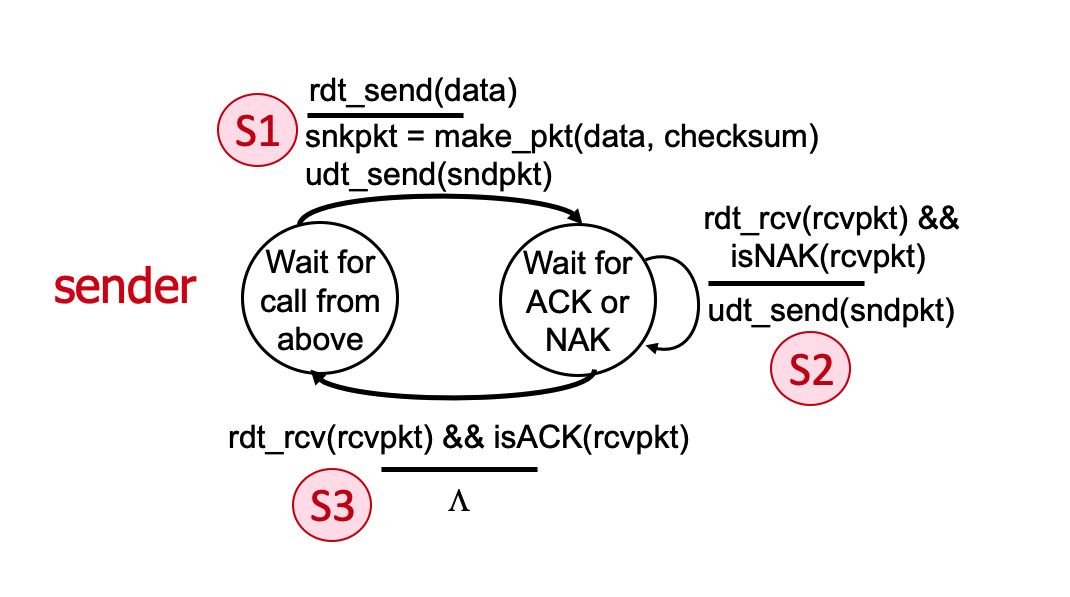 rdt_send(data)
S1
snkpkt = make_pkt(data, checksum)
udt_send(sndpkt)
sender
Wait for
call from
above
Wait for
ACK or
NAK
rdt_rcv(rcvpkt) &&
isNAK(rcvpkt)
udt_send(sndpkt)
S2
rdt_rcv(rcvpkt) && isACK(rcvpkt)
S3
Λ